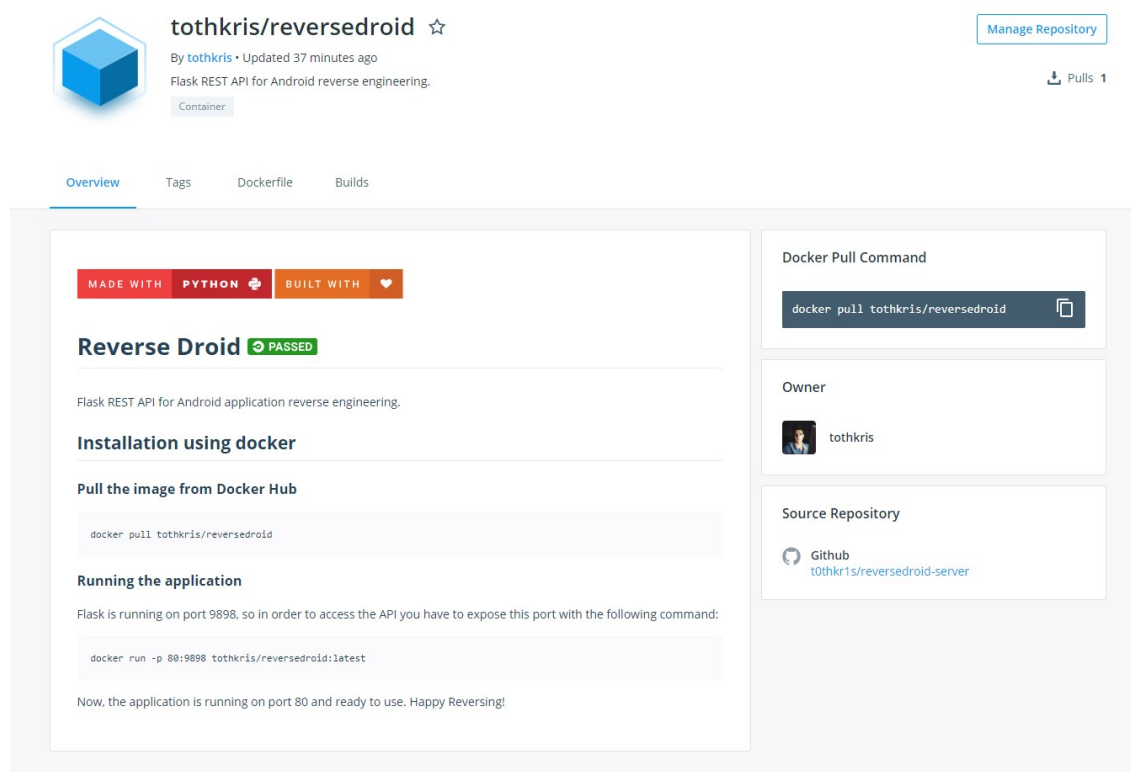 tothkris/reversedroid
Manage Repository
By tothkris • Updated 37 minutes ago
Flask REST API for Android reverse engineering.
Pulls 1
Container
Overview Tags Dockerfile Builds
MADE WITH PYTHON BUILT WITH
Reverse Droid PASSED
Flask REST API for Android application reverse engineering.
Installation using docker
Pull the image from Docker Hub
docker pull tothkris/reversedroid
Running the application
Flask is running on port 9898, so in order to access the API you have to expose this port with the following command:
docker run -p 80:9898 tothkris/reversedroid:latest
Now, the application is running on port 80 and ready to use. Happy Reversing!
Docker Pull Command
docker pull tothkris/reversedroid
Owner
tothkris
Source Repository
Github
t0thkr1s/reversedroid-server